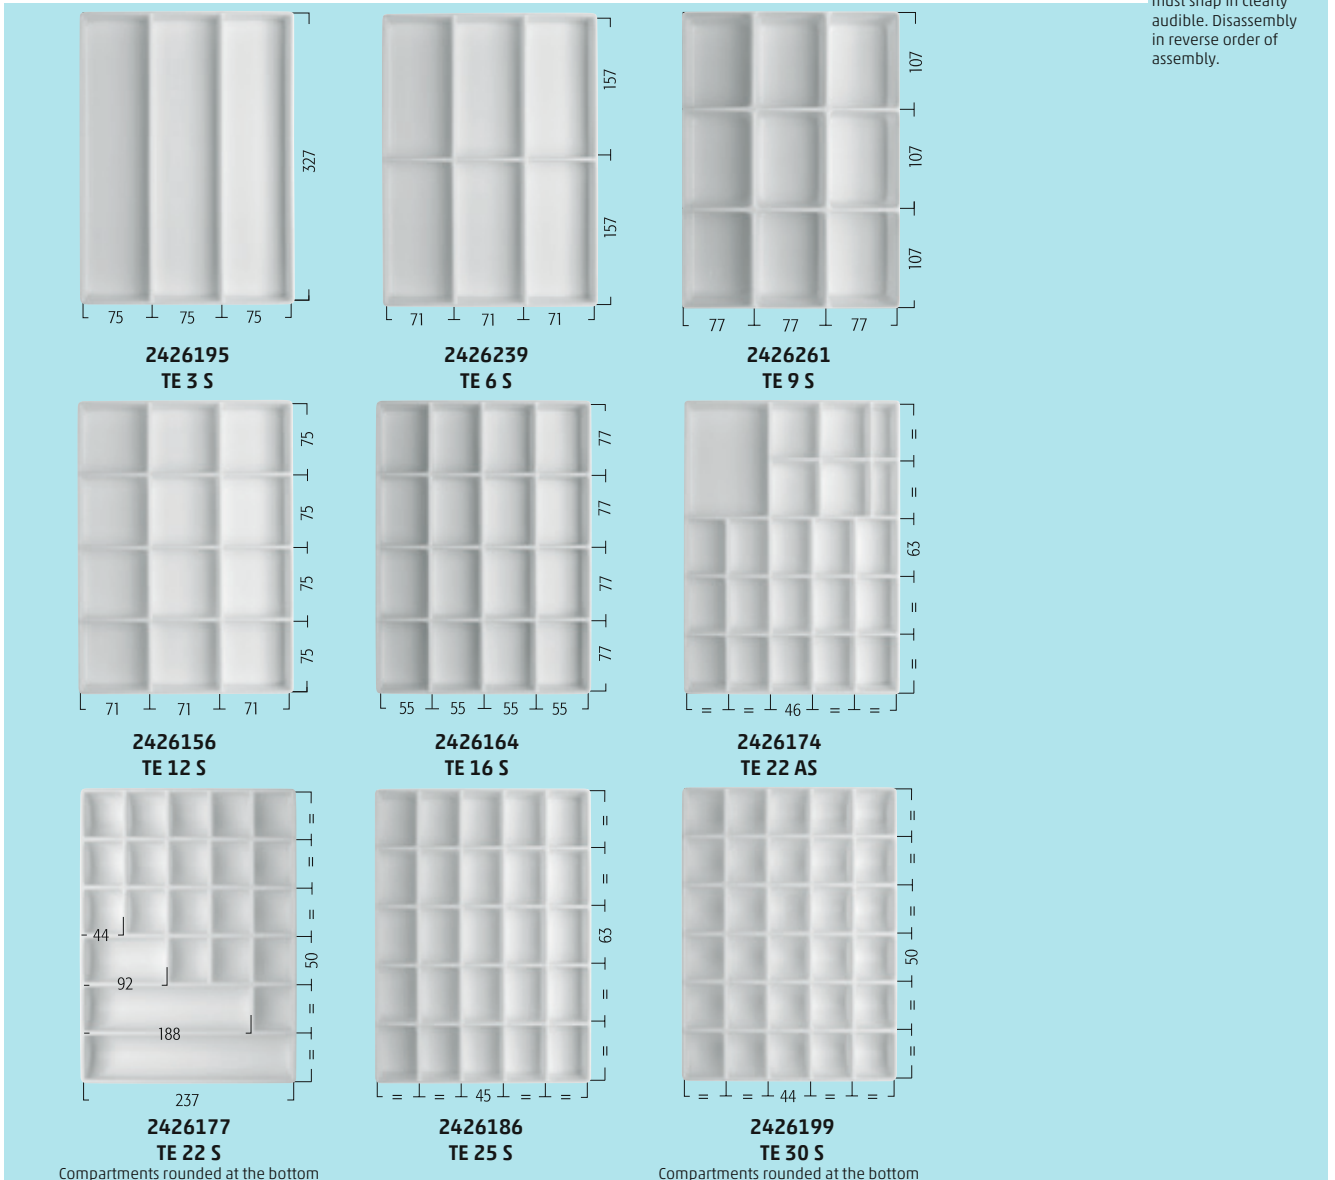 must snap in clearly
audible. Disassembly
in reverse order of
assembly.
327
75 75 75
2426195
TE 3 S
157
157
71 71 71
2426239
TE 6 S
107
107
107
77 77 77
2426261
TE 9 S
75
75
75
75
71 71 71
2426156
TE 12 S
77
77
77
77
55 55 55 55
2426164
TE 16 S
=
=
63
=
=
= = 46 = =
2426174
TE 22 AS
=
=
=
44
50
92
=
188
=
237
2426177
TE 22 S
Compartments rounded at the bottom
=
=
63
=
=
= = 45 = =
2426186
TE 25 S
=
=
=
50
=
=
= = 44 = =
2426199
TE 30 S
Compartments rounded at the bottom